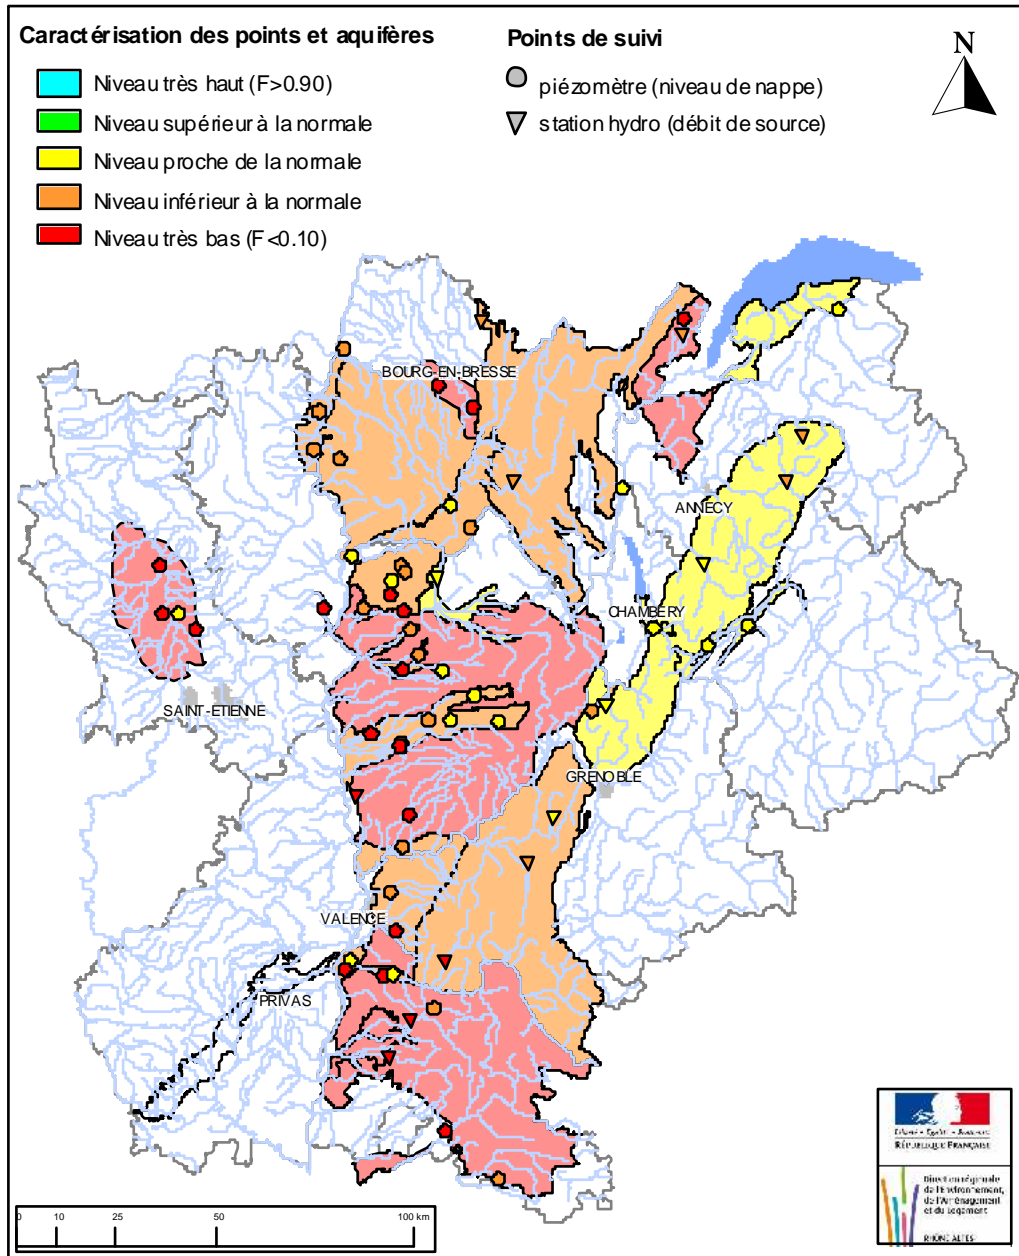 Caractérisation des points et aquifères
Niveau très haut (F>0.90)
Niveau supérieur à la normale
Niveau proche de la normale
Niveau inférieur à la normale
Niveau très bas (F<0.10)
Points de suivi
piézomètre (niveau de nappe)
station hydro (débit de source)
N
BOURG-EN-BRESSE
ANNECY
CHAMBERY
SAINT-ETIENNE
GRENOBLE
VALENCE
PRIVAS
0 10 25 50 100 km
Liberté • Égalité • Fraternité
RÉPUBLIQUE FRANÇAISE
Direction régionale
de l'Environnement,
de l'Aménagement
et du Logement
RHÔNE-ALPES